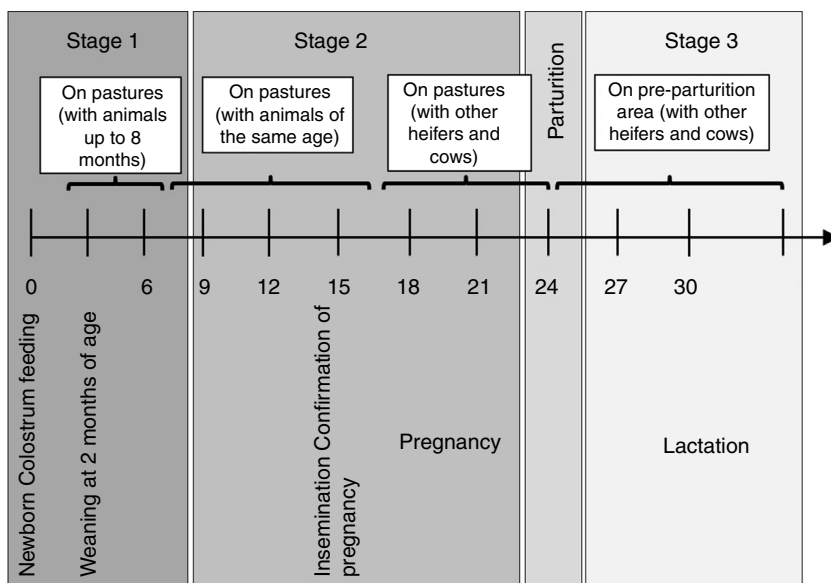 Stage 1
Stage 2
Parturition
Stage 3
On pastures
(with animals
up to 8
months)
On pastures
(with animals of
the same age)
On pastures
(with other
heifers and
cows)
On pre-parturition
area (with other
heifers and cows)
0
6
9
12
15
18
21
24
27
30
Newborn Colostrum feeding
Weaning at 2 months of age
Insemination Confirmation of
pregnancy
Pregnancy
Lactation